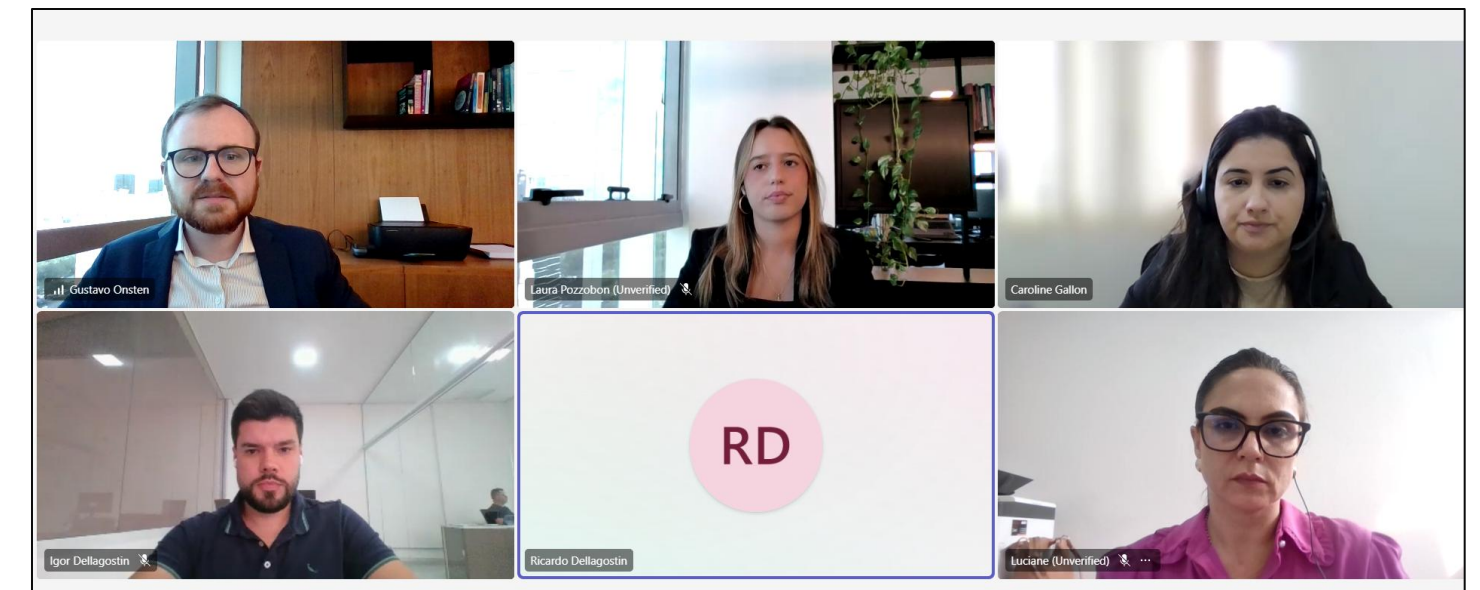 Gustavo Onsten
Laura Pozzobon (Unverified)
Caroline Gallon
Igor Dellagostin
RD
Ricardo Dellagostin
Luciane (Unverified)